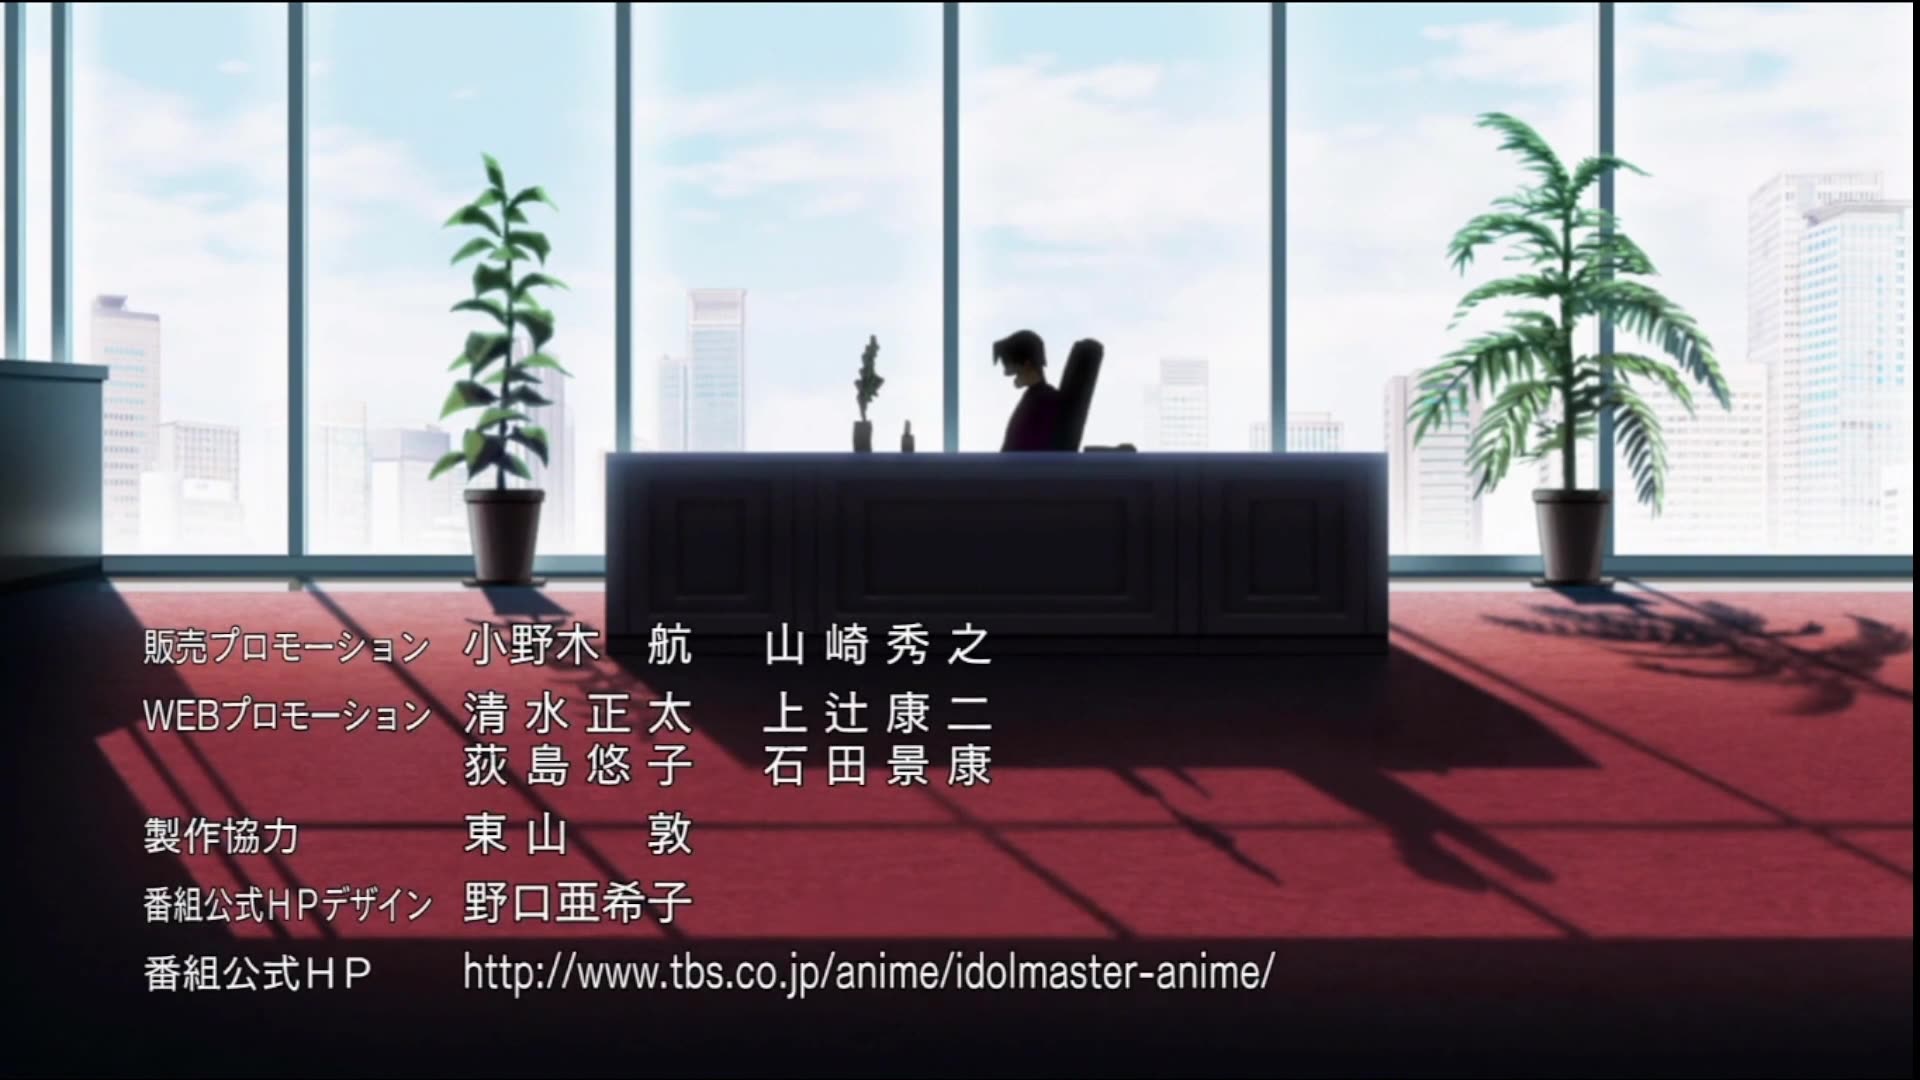 販売プロモーション 小野木 航 山崎秀之
WEBプロモーション 清水正太 上辻康二
荻島悠子 石田景康
製作協力 東山 敦
番組公式ＨＰデザイン 野口亜希子
番組公式ＨＰ http://www.tbs.co.jp/anime/idolmaster-anime/